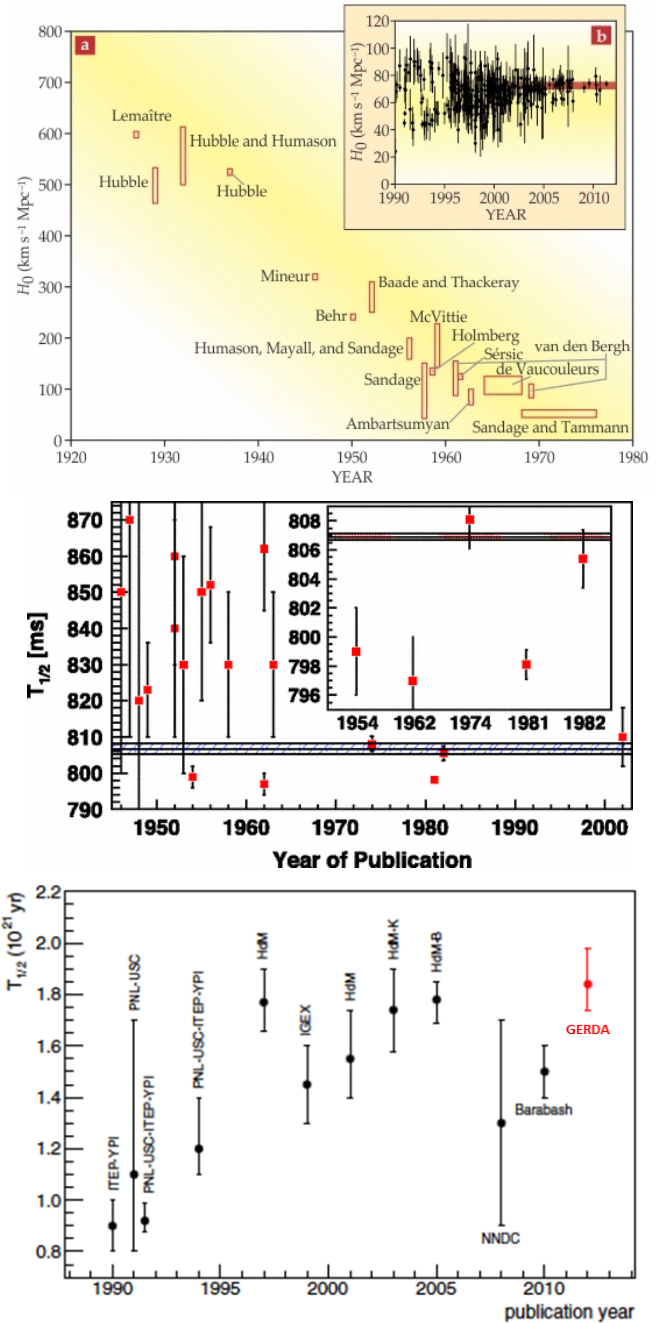 a
800
700
600
500
400
300
200
100
0
H0 (km s−1 Mpc−1)
Lemaître
Hubble and Humason
Hubble
Hubble
Mineur
Baade and Thackeray
Behr
McVittie
Humason, Mayall, and Sandage
Holmberg
van den Bergh
Sérsic
de Vaucouleurs
Sandage
Ambartsumyan
Sandage and Tammann
1920 1930 1940 1950 1960 1970 1980
YEAR
b
120
100
80
60
40
20
0
H0 (km s−1 Mpc−1)
1990 1995 2000 2005 2010
YEAR
T1/2 [ms]
870
860
850
840
830
820
810
800
790
1950 1960 1970 1980 1990 2000
Year of Publication
808
806
804
802
800
798
796
1954 1962 1974 1981 1982
T1/2 (10^21 yr)
2.2
2.0
1.8
1.6
1.4
1.2
1.0
0.8
ITEP-YPI
PNL-USC
PNL-USC-ITEP-YPI
PNL-USC-ITEP-YPI
HdM
IGEX
HdM
HdM-K
HdM-B
NNDC
Barabash
GERDA
1990 1995 2000 2005 2010
publication year